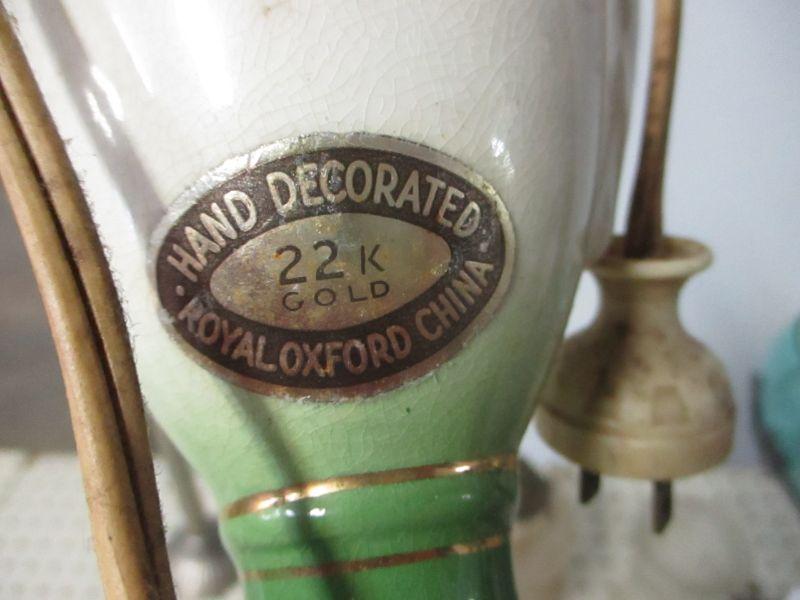 · HAND DECORATED ·
22 K
GOLD
ROYAL OXFORD CHINA